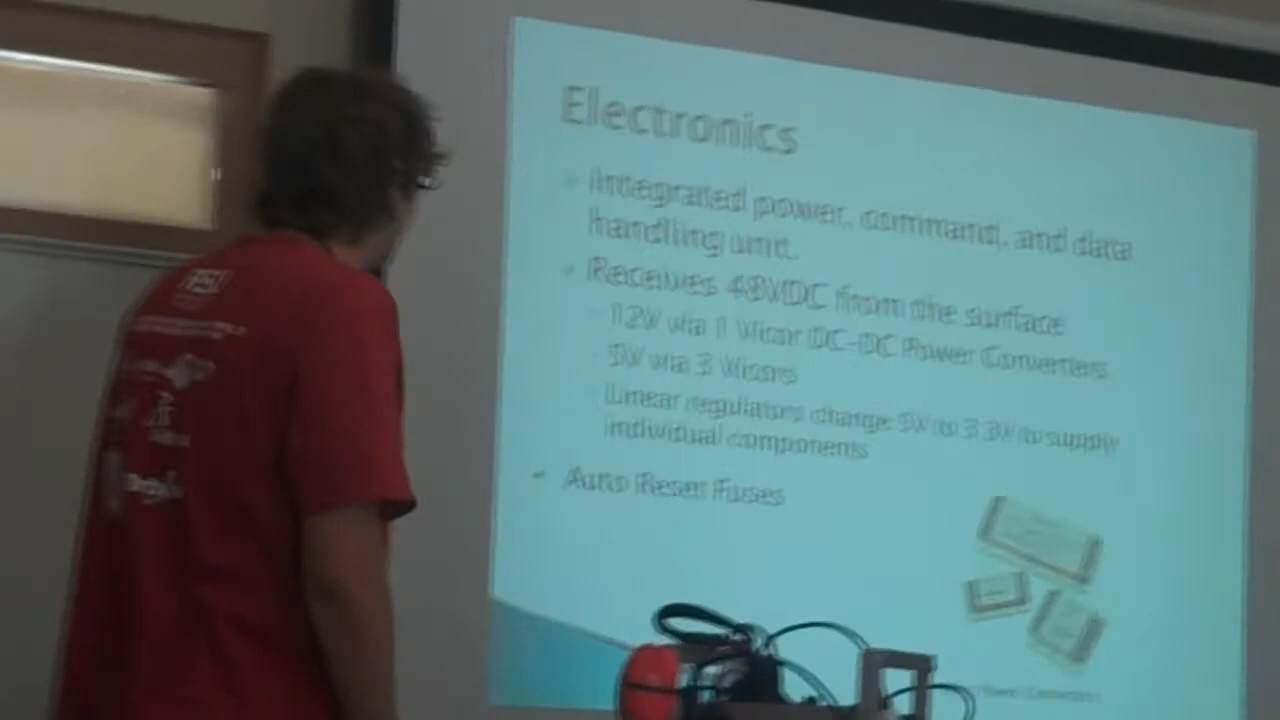 Electronics
Integrated power, command, and data
handling unit.
Receives 48VDC from the surface
12V via 1 Vicor DC-DC Power Converters
5V via 3 Vicors
Linear regulators change 5V to 3.3V to supply
individual components
Auto Reset Fuses